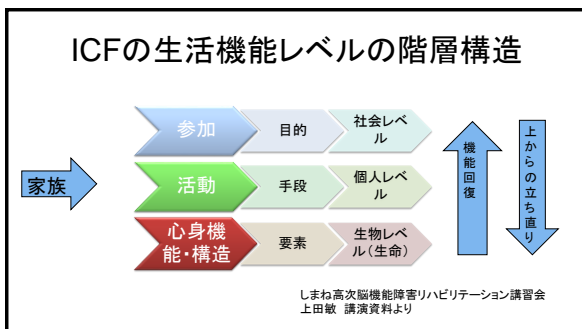 ICFの生活機能レベルの階層構造
家族
参加
目的
社会レベ
ル
活動
手段
個人レベ
ル
心身機
能・構造
要素
生物レベ
ル(生命)
機能回復
上からの立ち直り
しまね高次脳機能障害リハビリテーション講習会
上田敏 講演資料より